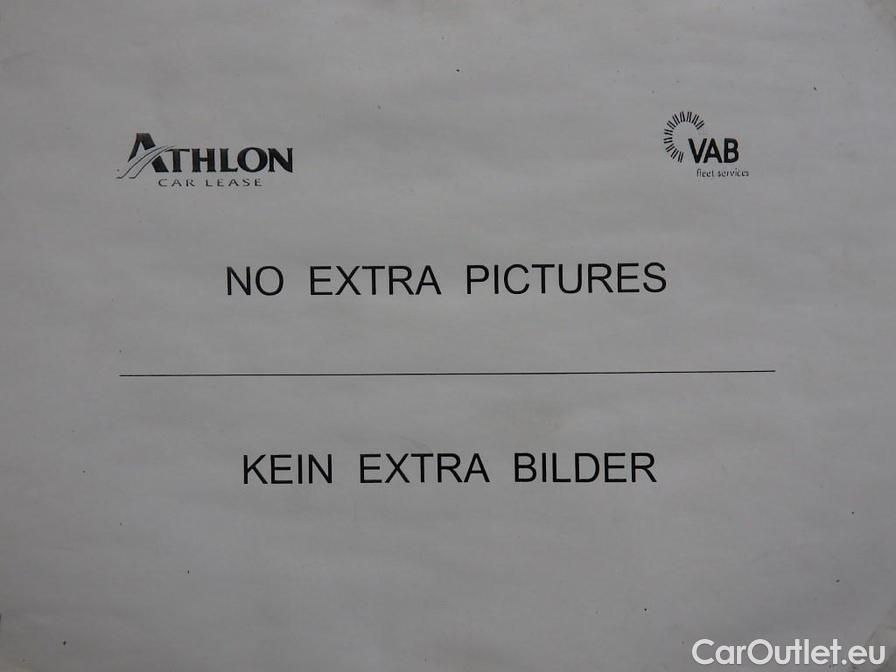 ATHLON
CAR LEASE
VAB
fleet services
NO EXTRA PICTURES
KEIN EXTRA BILDER
CarOutlet.eu